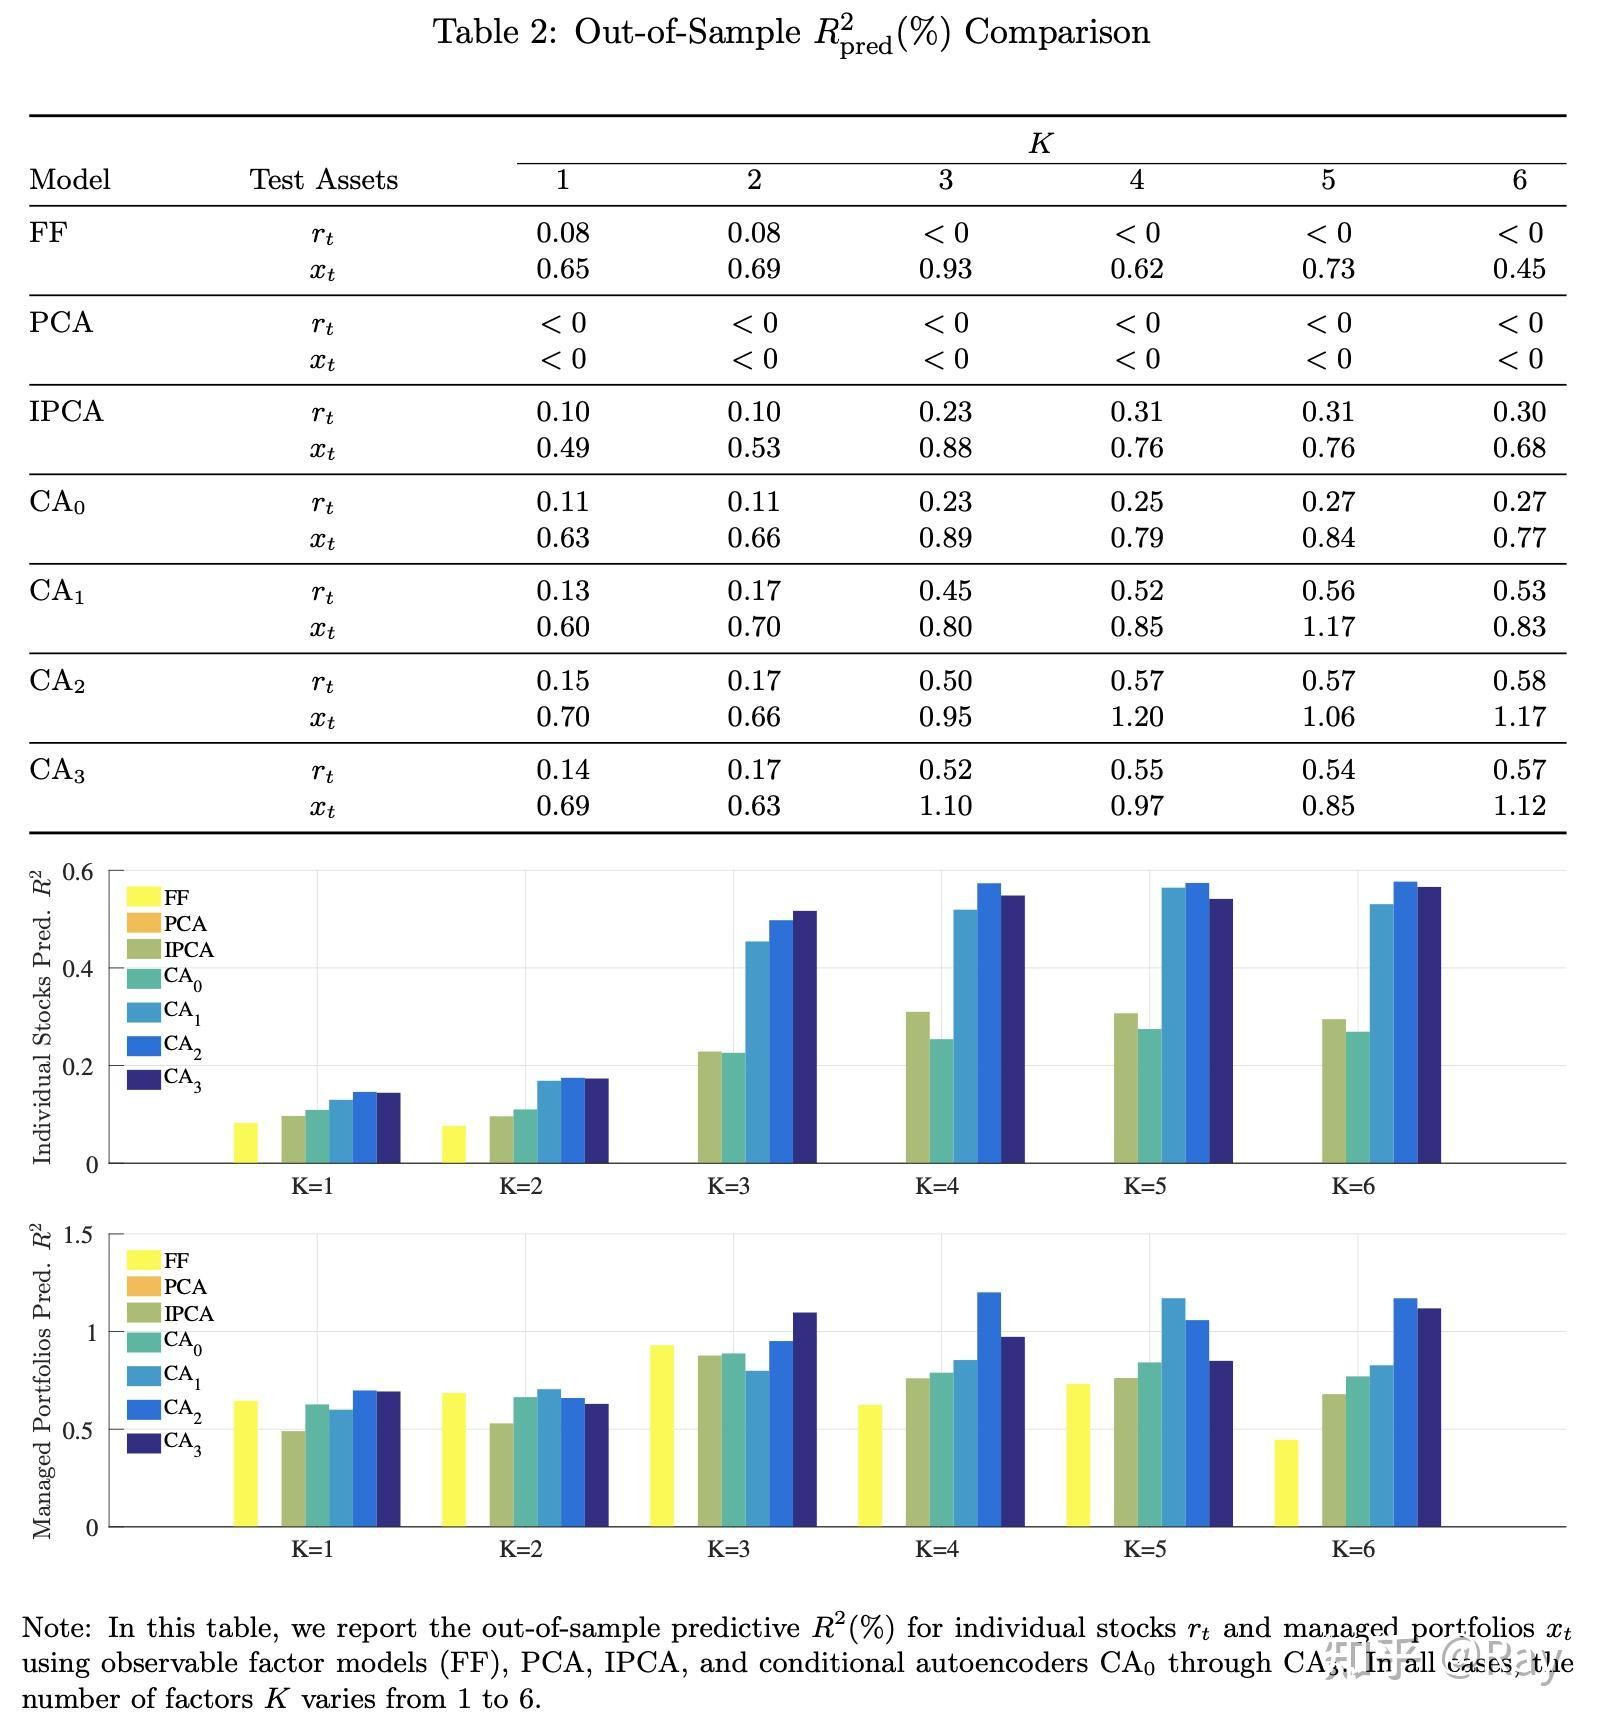 Table 2: Out-of-Sample R²pred(%) Comparison
K
Model Test Assets 1 2 3 4 5 6
FF rt 0.08 0.08 < 0 < 0 < 0 < 0
xt 0.65 0.69 0.93 0.62 0.73 0.45
PCA rt < 0 < 0 < 0 < 0 < 0 < 0
xt < 0 < 0 < 0 < 0 < 0 < 0
IPCA rt 0.10 0.10 0.23 0.31 0.31 0.30
xt 0.49 0.53 0.88 0.76 0.76 0.68
CA0 rt 0.11 0.11 0.23 0.25 0.27 0.27
xt 0.63 0.66 0.89 0.79 0.84 0.77
CA1 rt 0.13 0.17 0.45 0.52 0.56 0.53
xt 0.60 0.70 0.80 0.85 1.17 0.83
CA2 rt 0.15 0.17 0.50 0.57 0.57 0.58
xt 0.70 0.66 0.95 1.20 1.06 1.17
CA3 rt 0.14 0.17 0.52 0.55 0.54 0.57
xt 0.69 0.63 1.10 0.97 0.85 1.12
Individual Stocks Pred. R²
0.6
0.4
0.2
0
FF
PCA
IPCA
CA0
CA1
CA2
CA3
K=1 K=2 K=3 K=4 K=5 K=6
Managed Portfolios Pred. R²
1.5
1
0.5
0
FF
PCA
IPCA
CA0
CA1
CA2
CA3
K=1 K=2 K=3 K=4 K=5 K=6
Note: In this table, we report the out-of-sample predictive R²(%) for individual stocks rt and managed portfolios xt
using observable factor models (FF), PCA, IPCA, and conditional autoencoders CA0 through CA3. In all cases, the
number of factors K varies from 1 to 6.
知乎 @Ray